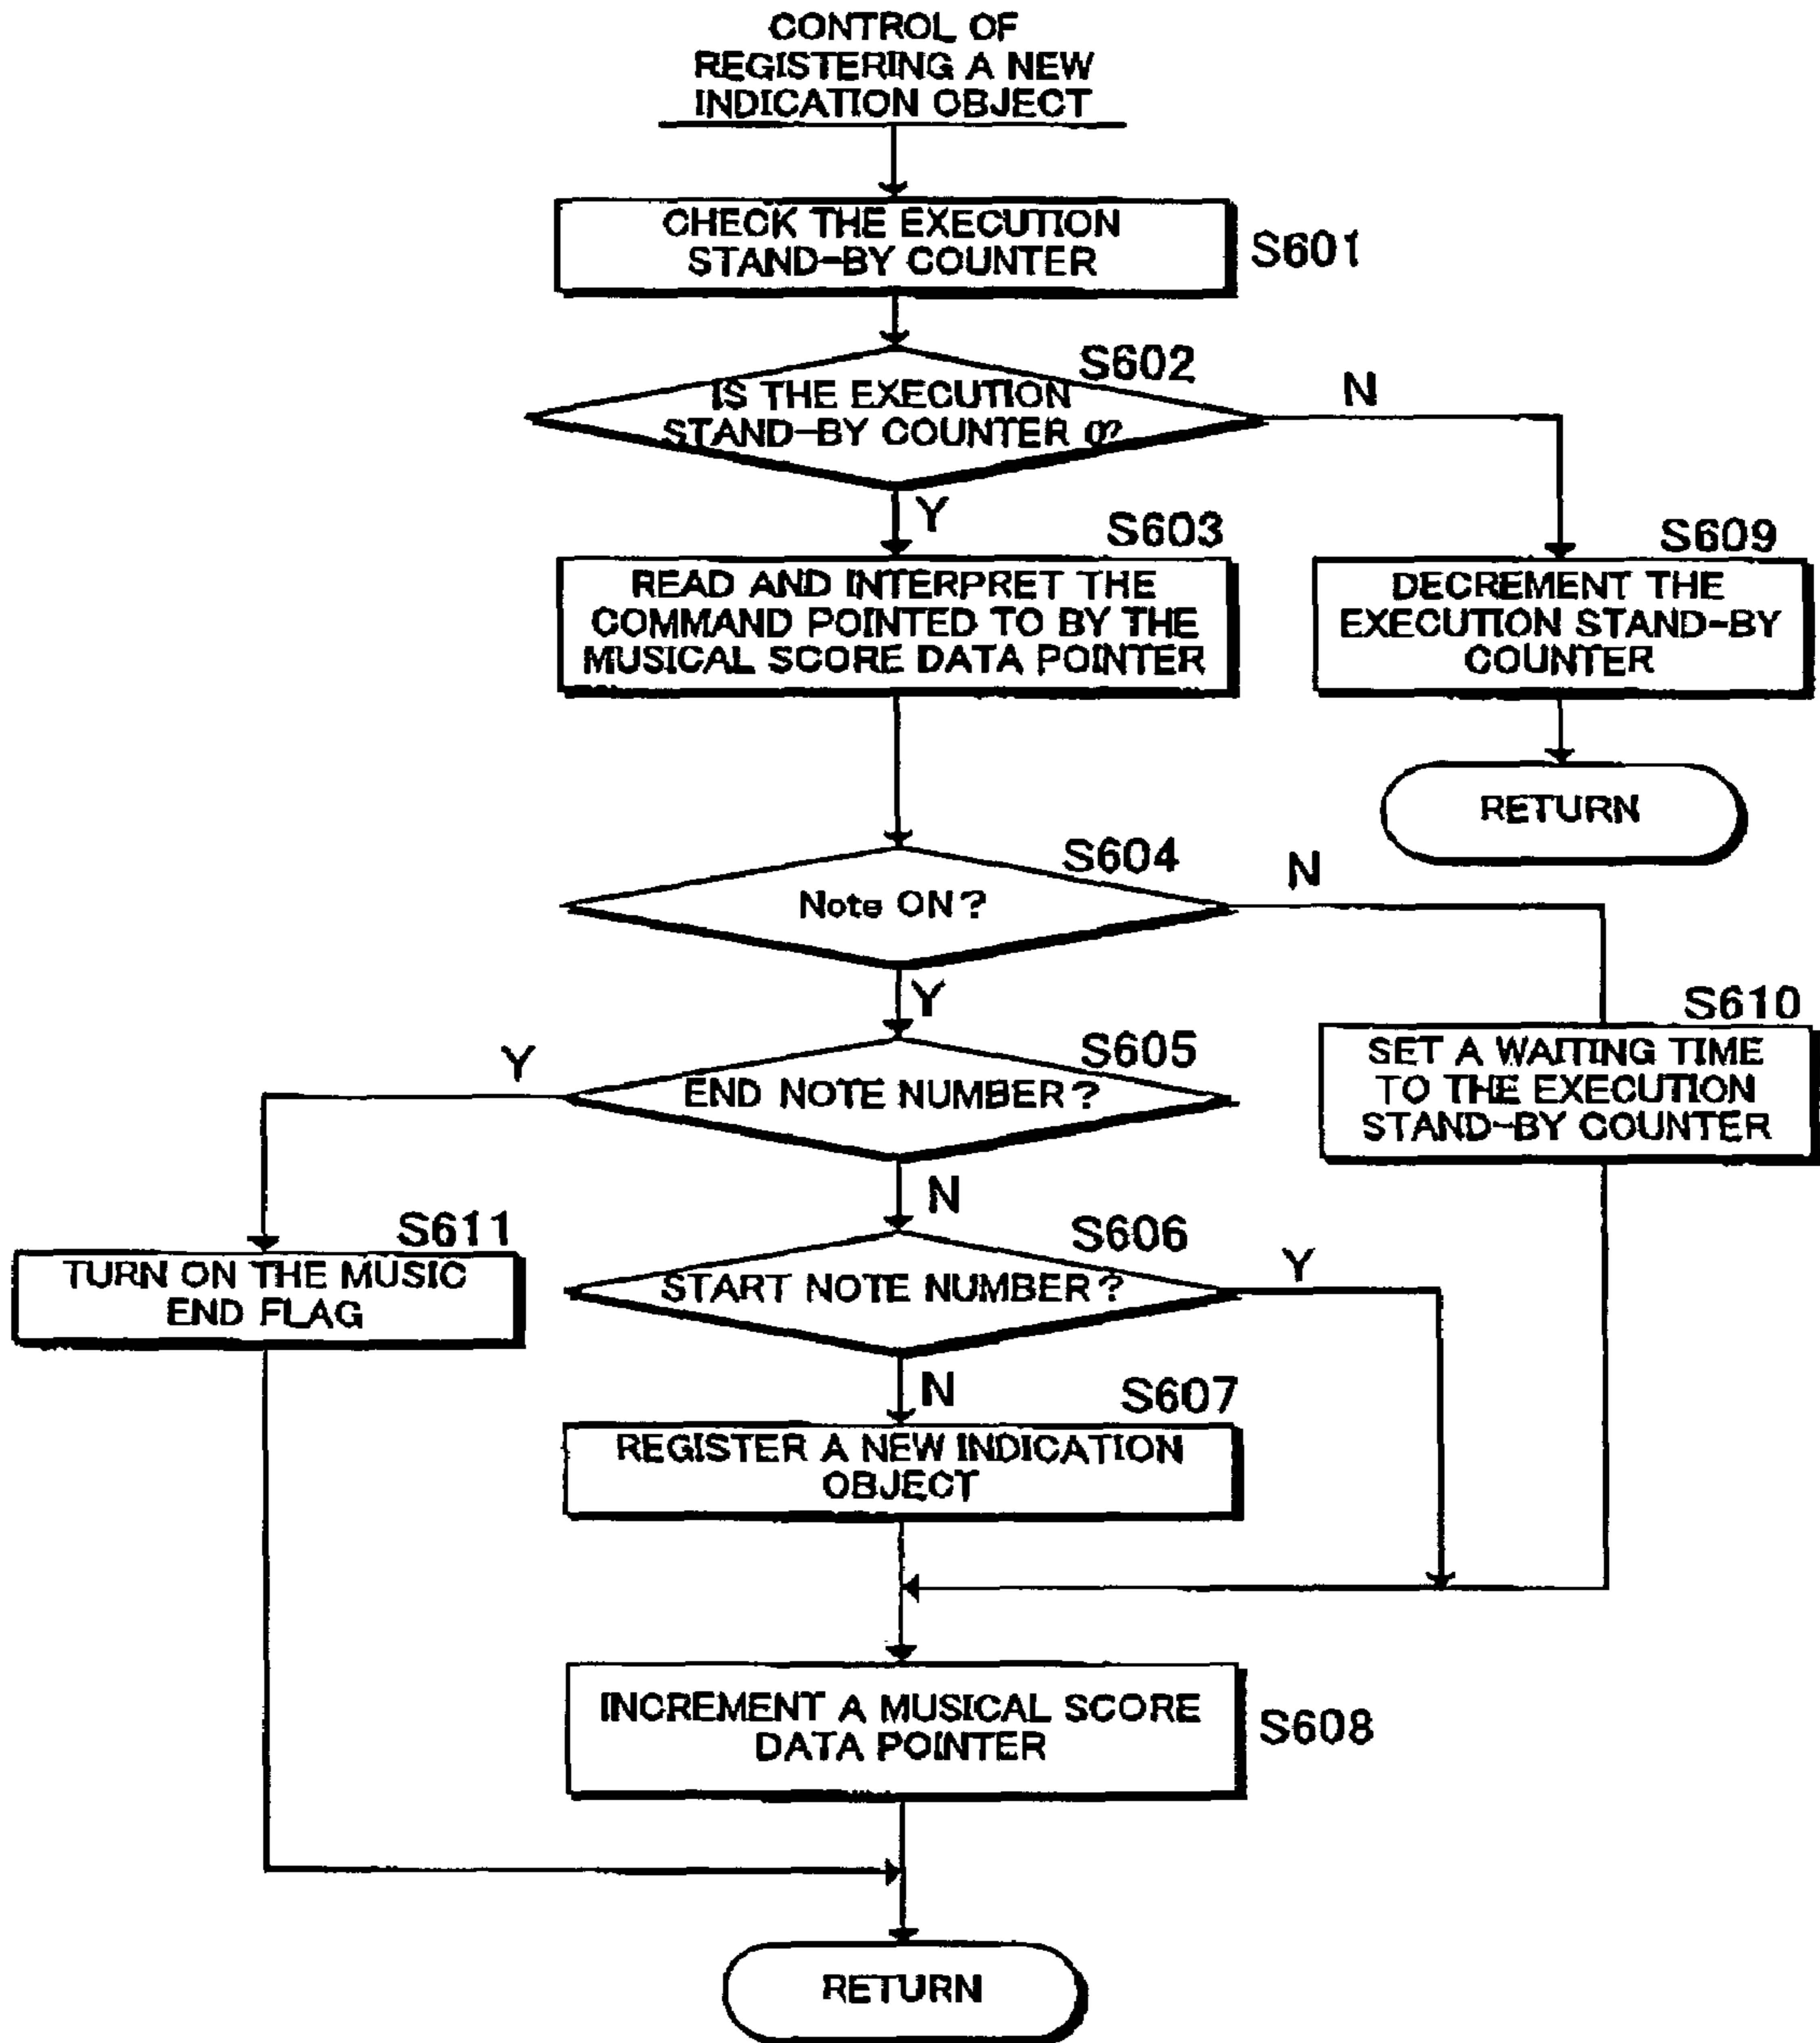 CONTROL OF
REGISTERING A NEW
INDICATION OBJECT
CHECK THE EXECUTION
STAND-BY COUNTER
S601
S602
IS THE EXECUTION
STAND-BY COUNTER 0?
N
Y
S603
READ AND INTERPRET THE
COMMAND POINTED TO BY THE
MUSICAL SCORE DATA POINTER
S609
DECREMENT THE
EXECUTION STAND-BY
COUNTER
RETURN
S604
Note ON?
N
Y
S610
SET A WAITING TIME
TO THE EXECUTION
STAND-BY COUNTER
S605
END NOTE NUMBER?
Y
N
S611
TURN ON THE MUSIC
END FLAG
S606
START NOTE NUMBER?
Y
N
S607
REGISTER A NEW INDICATION
OBJECT
INCREMENT A MUSICAL SCORE
DATA POINTER
S608
RETURN